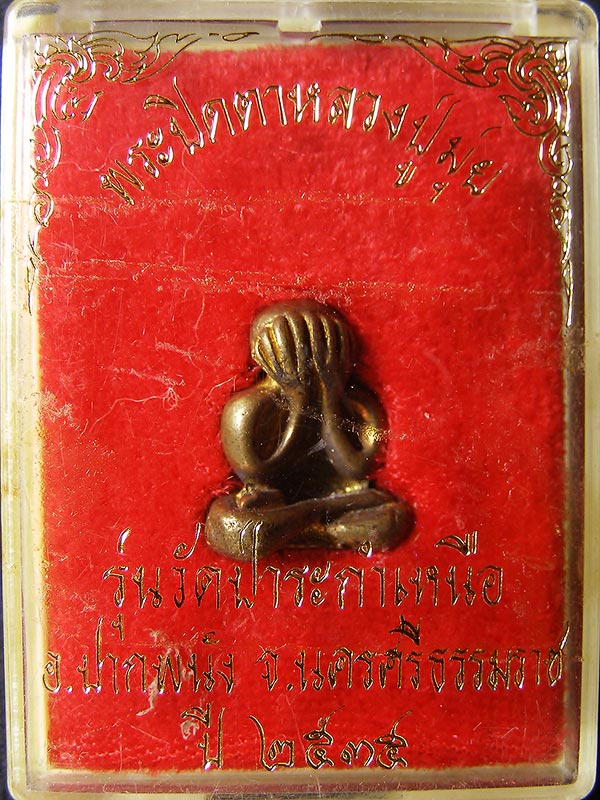 พระปิดตาหลวงปู่มุ่ย
รุ่นวัดป่าระกำเหนือ
อ.ปากพนัง จ.นครศรีธรรมราช
ปี ๒๕๓๕